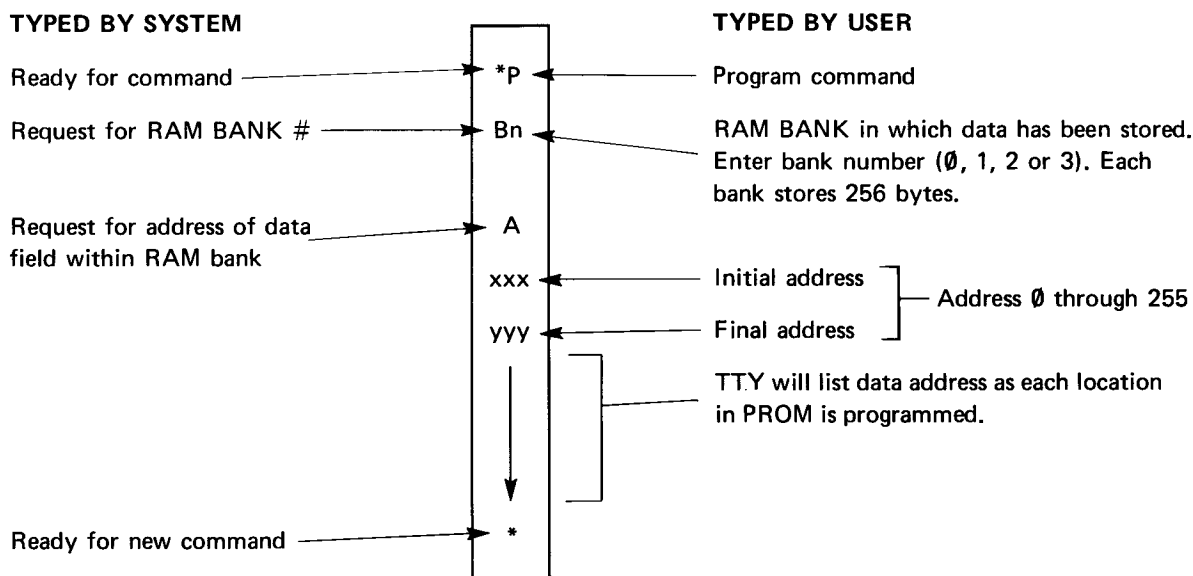 TYPED BY SYSTEM
TYPED BY USER
Ready for command
*P
Program command
Request for RAM BANK #
Bn
RAM BANK in which data has been stored.
Enter bank number (Ø, 1, 2 or 3). Each
bank stores 256 bytes.
Request for address of data
field within RAM bank
A
xxx
Initial address
yyy
Final address
Address Ø through 255
TTY will list data address as each location
in PROM is programmed.
Ready for new command
*